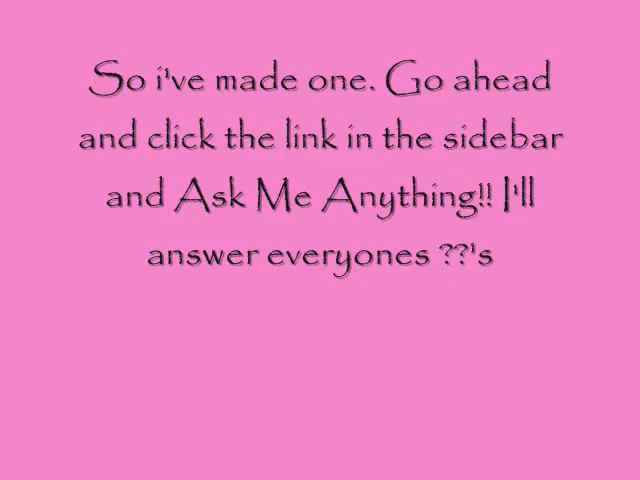 So i've made one. Go ahead
and click the link in the sidebar
and Ask Me Anything!! I'll
answer everyones ??'s